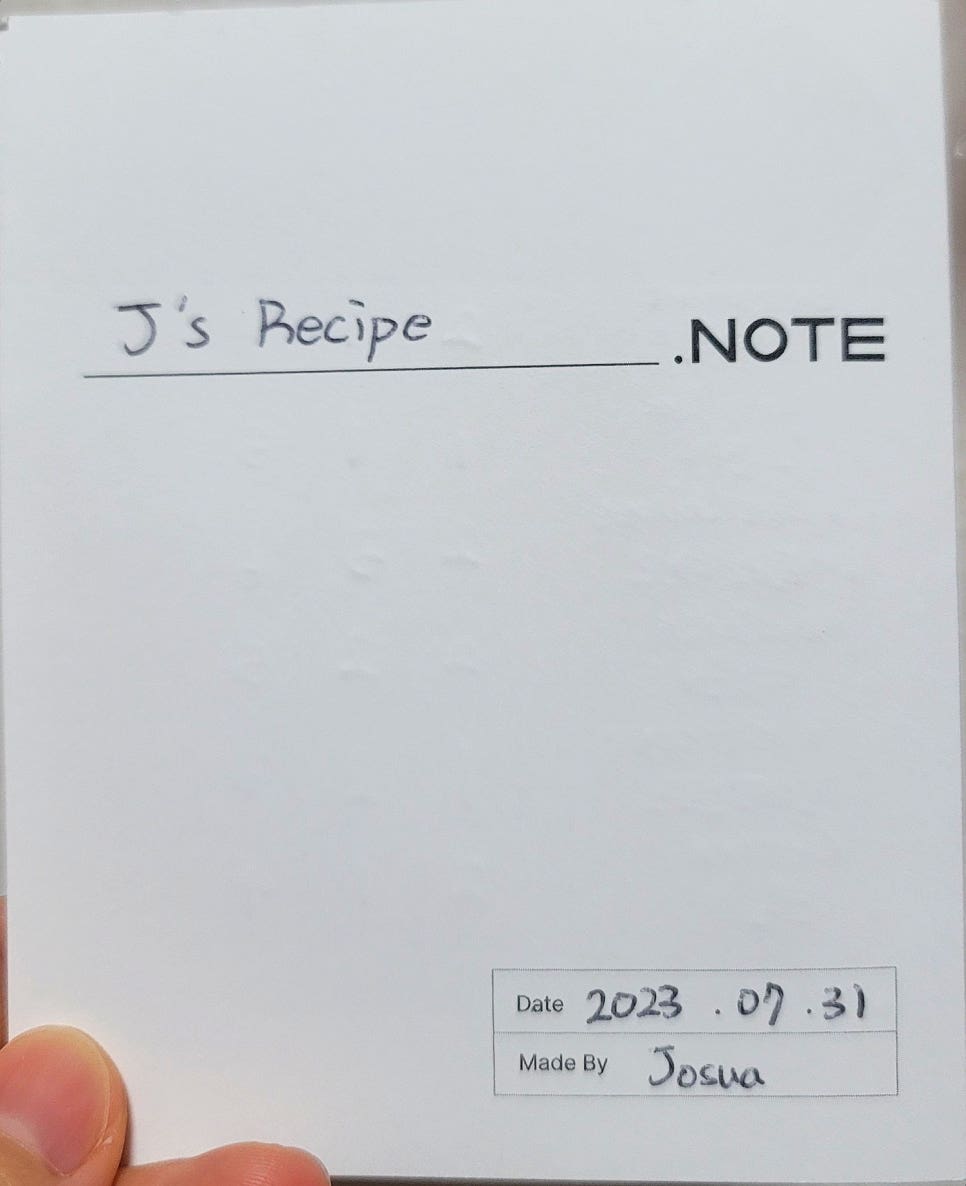 J's Recipe .NOTE
Date 2023 . 07 . 31
Made By Josua